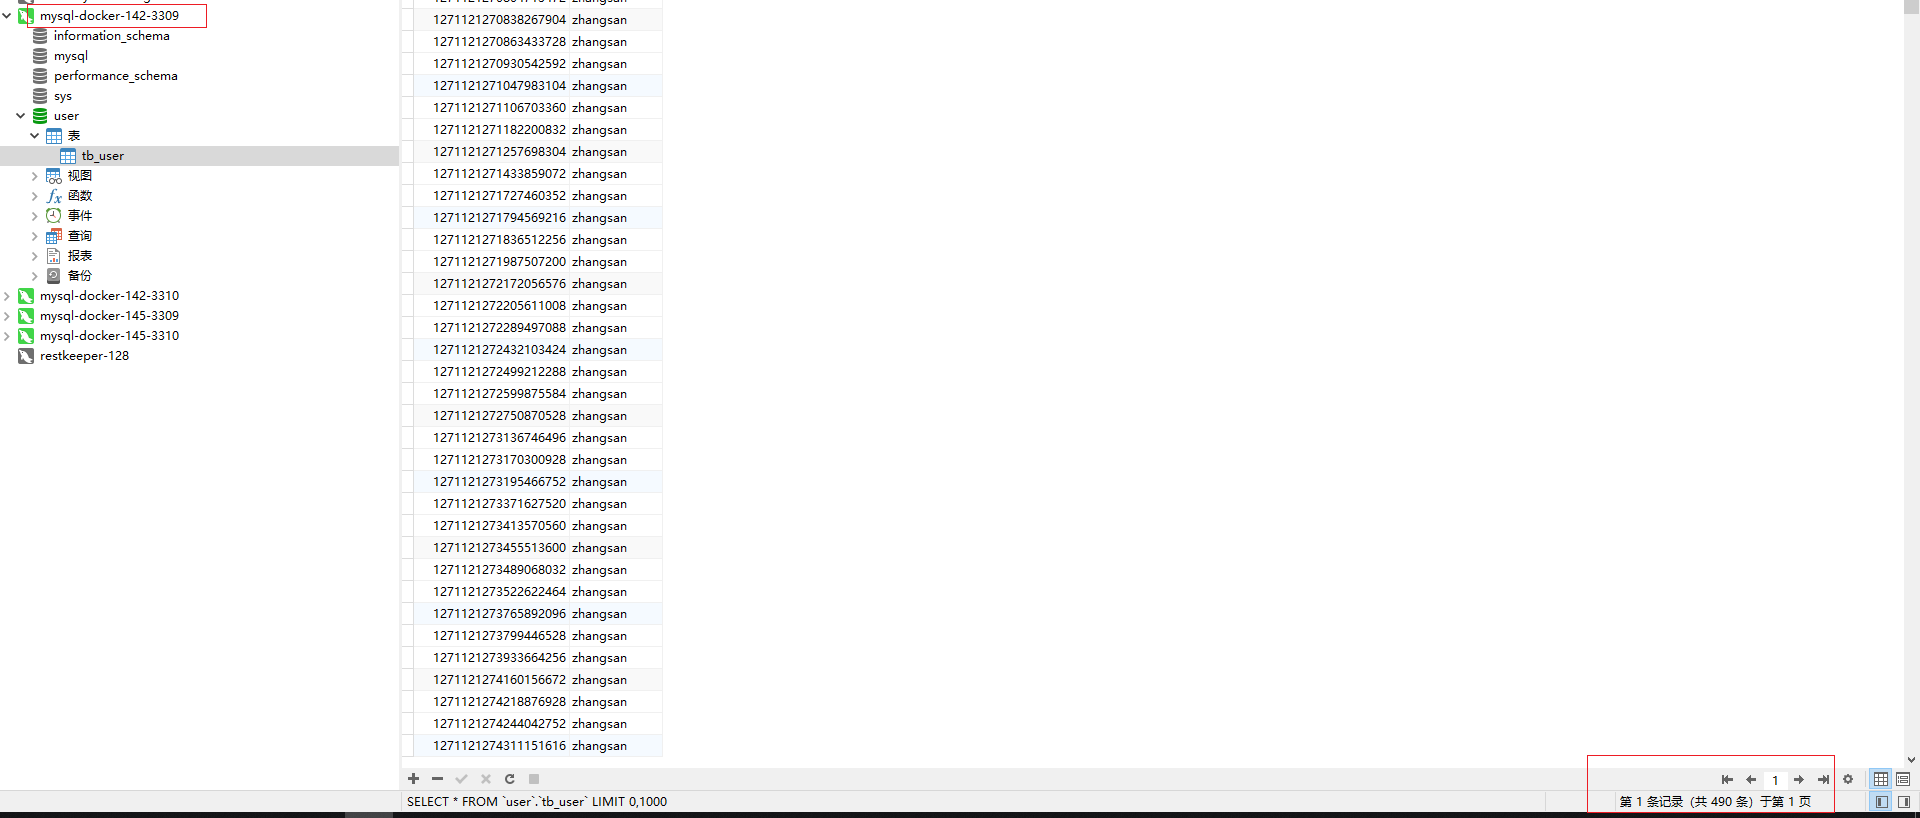 mysql-docker-142-3309
information_schema
mysql
performance_schema
sys
user
表
tb_user
视图
函数
事件
查询
报表
备份
mysql-docker-142-3310
mysql-docker-145-3309
mysql-docker-145-3310
restkeeper-128
1271121270838267904 zhangsan
1271121270863433728 zhangsan
1271121270930542592 zhangsan
1271121271047983104 zhangsan
1271121271106703360 zhangsan
1271121271182200832 zhangsan
1271121271257698304 zhangsan
1271121271433859072 zhangsan
1271121271727460352 zhangsan
1271121271794569216 zhangsan
1271121271836512256 zhangsan
1271121271987507200 zhangsan
1271121272172056576 zhangsan
1271121272205611008 zhangsan
1271121272289497088 zhangsan
1271121272432103424 zhangsan
1271121272499212288 zhangsan
1271121272599875584 zhangsan
1271121272750870528 zhangsan
1271121273136746496 zhangsan
1271121273170300928 zhangsan
1271121273195466752 zhangsan
1271121273371627520 zhangsan
1271121273413570560 zhangsan
1271121273455513600 zhangsan
1271121273489068032 zhangsan
1271121273522622464 zhangsan
1271121273765892096 zhangsan
1271121273799446528 zhangsan
1271121273933664256 zhangsan
1271121274160156672 zhangsan
1271121274218876928 zhangsan
1271121274244042752 zhangsan
1271121274311151616 zhangsan
1
SELECT * FROM `user`.`tb_user` LIMIT 0,1000
第 1 条记录 (共 490 条) 于第 1 页